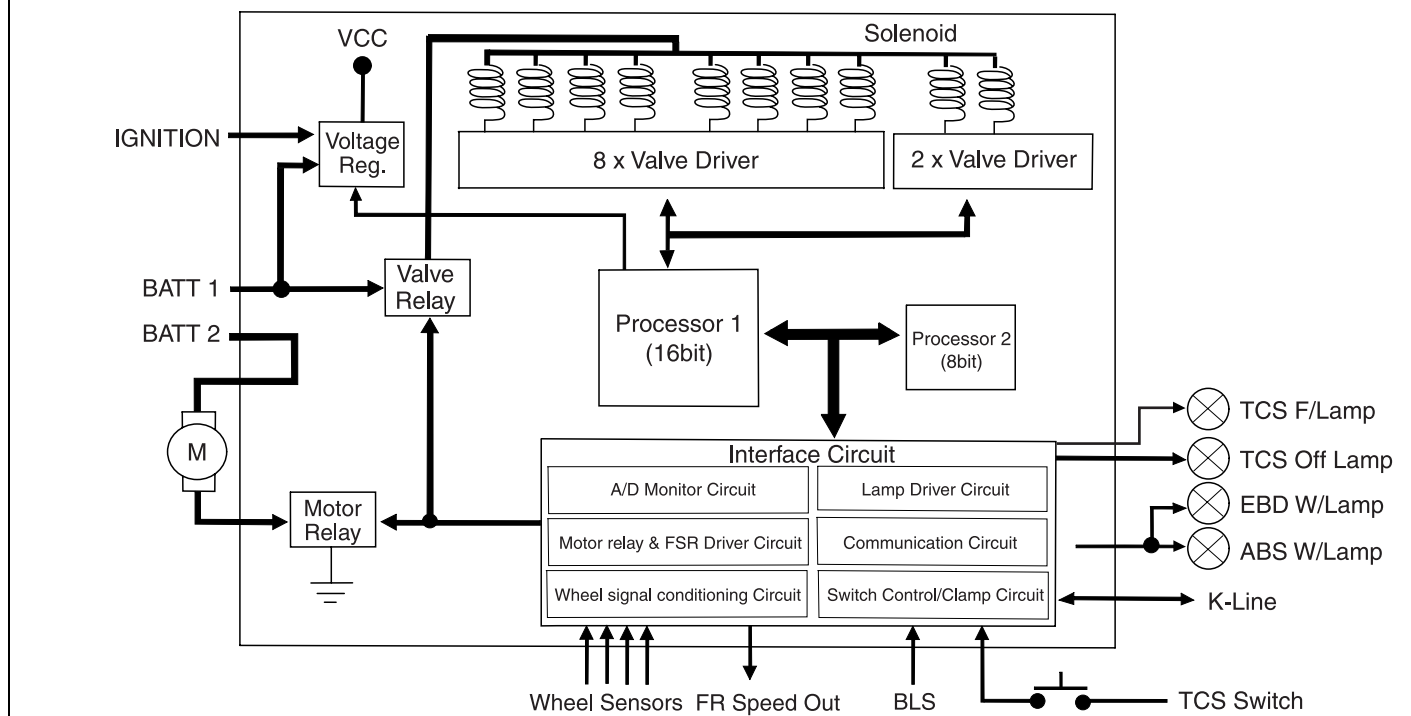 Solenoid
VCC
IGNITION
Voltage
Reg.
8 x Valve Driver
2 x Valve Driver
BATT 1
Valve
Relay
BATT 2
Processor 1
(16bit)
Processor 2
(8bit)
M
TCS F/Lamp
Interface Circuit
TCS Off Lamp
A/D Monitor Circuit
Lamp Driver Circuit
EBD W/Lamp
Motor
Relay
Motor relay & FSR Driver Circuit
Communication Circuit
ABS W/Lamp
Wheel signal conditioning Circuit
Switch Control/Clamp Circuit
K-Line
Wheel Sensors
FR Speed Out
BLS
TCS Switch